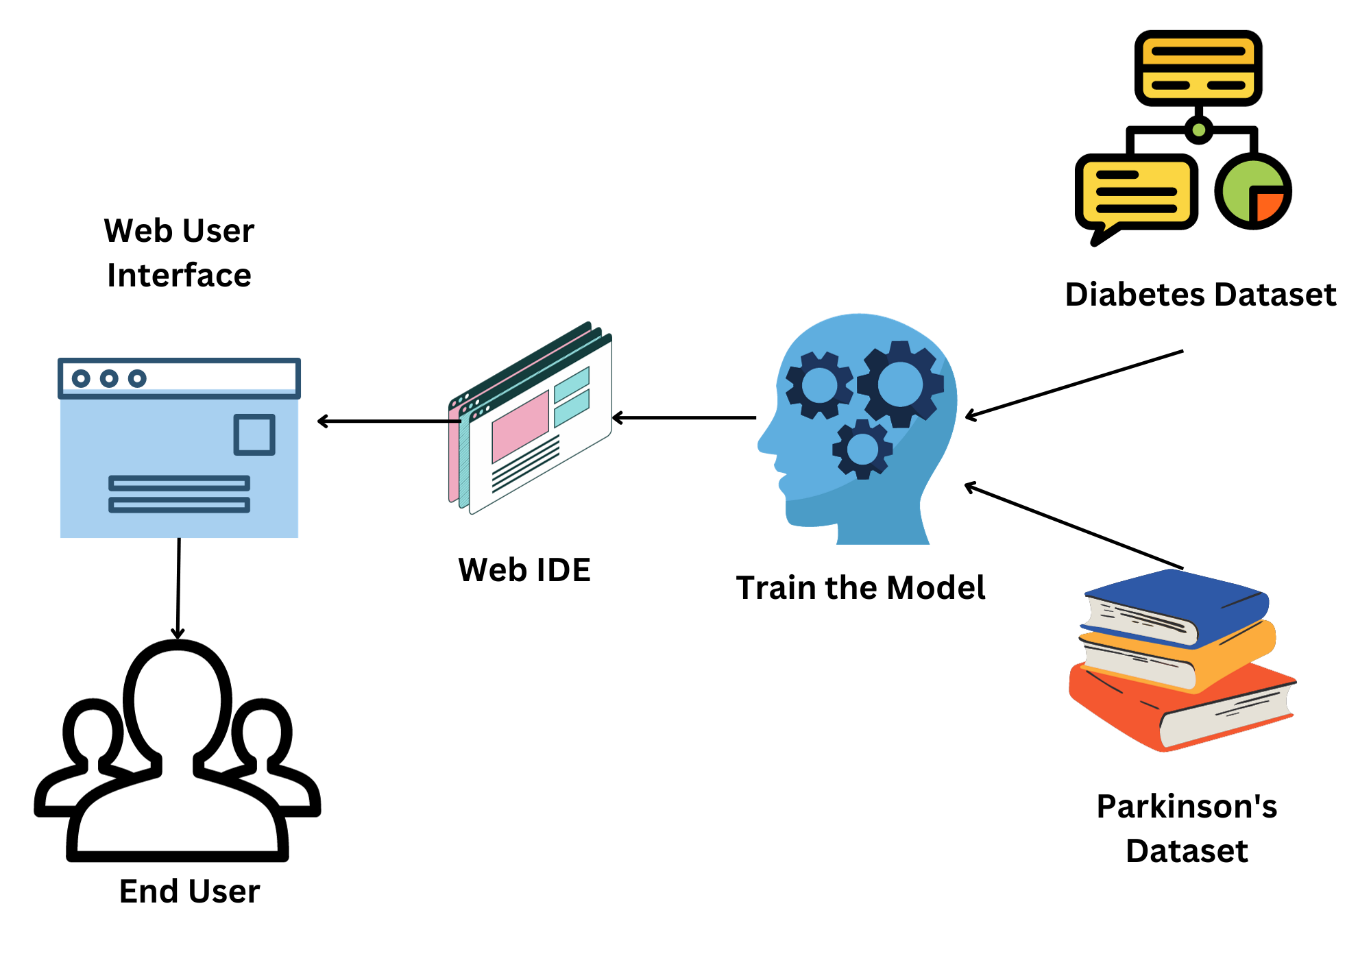 Web User
Interface
Diabetes Dataset
Web IDE
Train the Model
Parkinson's
Dataset
End User